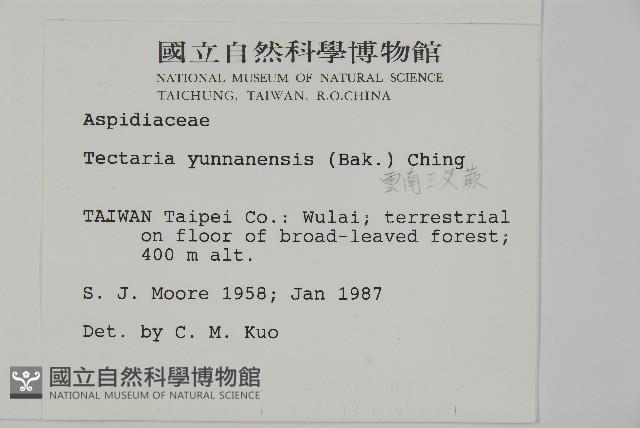 國立自然科學博物館
NATIONAL MUSEUM OF NATURAL SCIENCE
TAICHUNG, TAIWAN, R.O.CHINA
Aspidiaceae
Tectaria yunnanensis (Bak.) Ching
雲南三叉蕨
TAIWAN Taipei Co.: Wulai; terrestrial
on floor of broad-leaved forest;
400 m alt.
S. J. Moore 1958; Jan 1987
Det. by C. M. Kuo
國立自然科學博物館
NATIONAL MUSEUM OF NATURAL SCIENCE